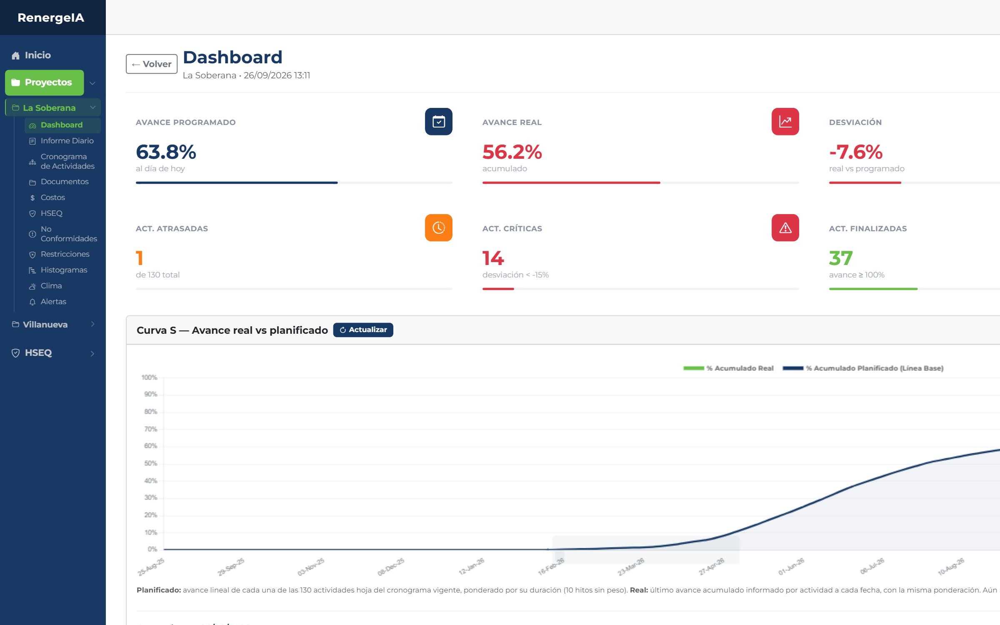 RenergeIA
Inicio
Proyectos
La Soberana
Dashboard
Informe Diario
Cronograma
de Actividades
Documentos
Costos
HSEQ
No
Conformidades
Restricciones
Histogramas
Clima
Alertas
Villanueva
HSEQ
← Volver
Dashboard
La Soberana • 26/09/2026 13:11
AVANCE PROGRAMADO
63.8%
al día de hoy
AVANCE REAL
56.2%
acumulado
DESVIACIÓN
-7.6%
real vs programado
ACT. ATRASADAS
1
de 130 total
ACT. CRÍTICAS
14
desviación < -15%
ACT. FINALIZADAS
37
avance ≥ 100%
Curva S — Avance real vs planificado
Actualizar
% Acumulado Real
% Acumulado Planificado (Línea Base)
100%
90%
80%
70%
60%
50%
40%
30%
20%
10%
0%
25-Aug-25
29-Sep-25
03-Nov-25
08-Dec-25
12-Jan-26
16-Feb-26
23-Mar-26
27-Apr-26
01-Jun-26
06-Jul-26
10-Aug-26
Planificado: avance lineal de cada una de las 130 actividades hoja del cronograma vigente, ponderado por su duración (10 hitos sin peso). Real: último avance acumulado informado por actividad a cada fecha, con la misma ponderación. Aún